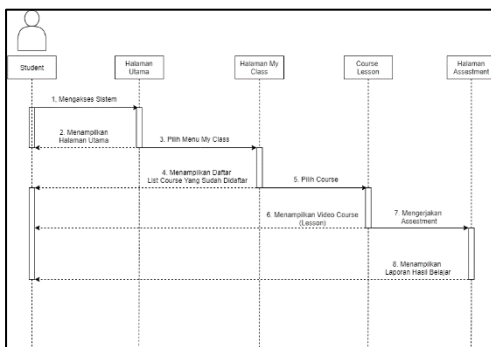 Student
Halaman
Utama
Halaman My
Class
Course
Lesson
Halaman
Assestment
1. Mengakses Sistem
2. Menampilkan
Halaman Utama
3. Pilih Menu My Class
4. Menampilkan Daftar
List Course Yang Sudah Didaftar
5. Pilih Course
6. Menampilkan Video Course
(Lesson)
7. Mengerjakan
Assestment
8. Menampilkan
Laporan Hasil Belajar